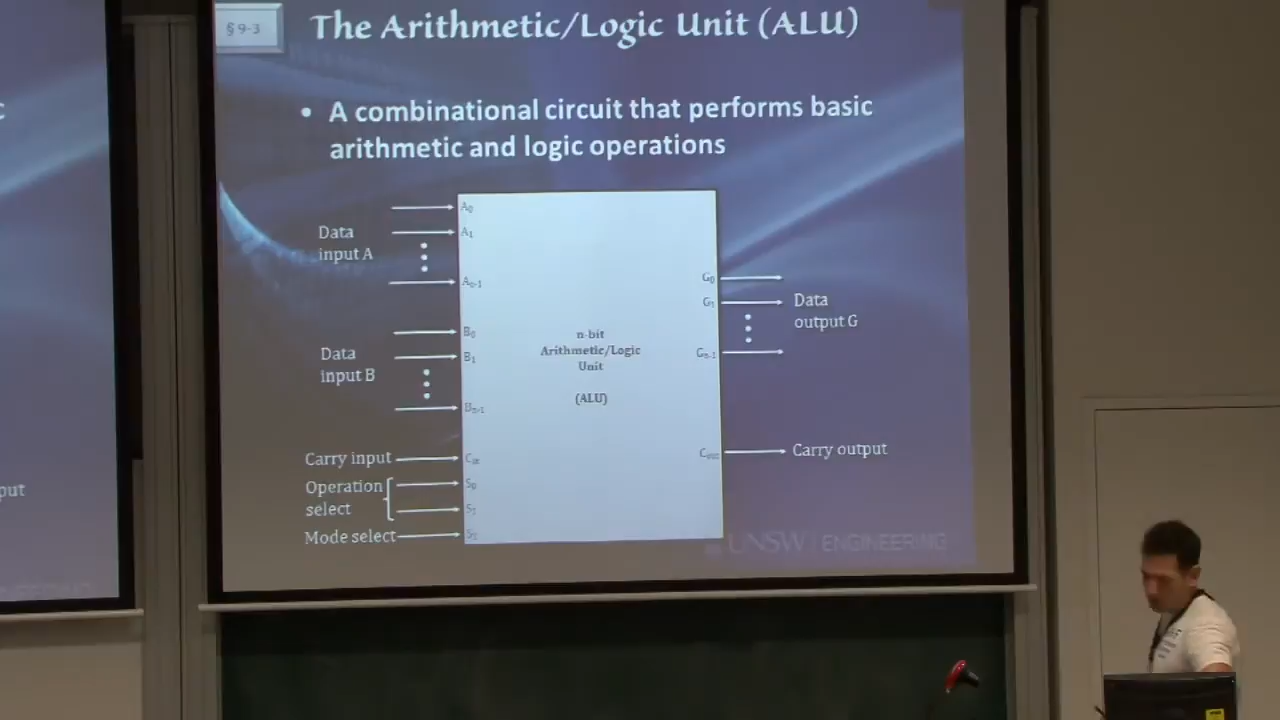 § 9-3
The Arithmetic/Logic Unit (ALU)
• A combinational circuit that performs basic
arithmetic and logic operations
Data
input A
A0
A1
An-1
Data
input B
B0
B1
Bn-1
n-bit
Arithmetic/Logic
Unit
(ALU)
G0
G1
Gn-1
Data
output G
Carry input
Cin
Operation
select
S0
S1
Mode select
S2
Cout
Carry output
UNSW ENGINEERING
put